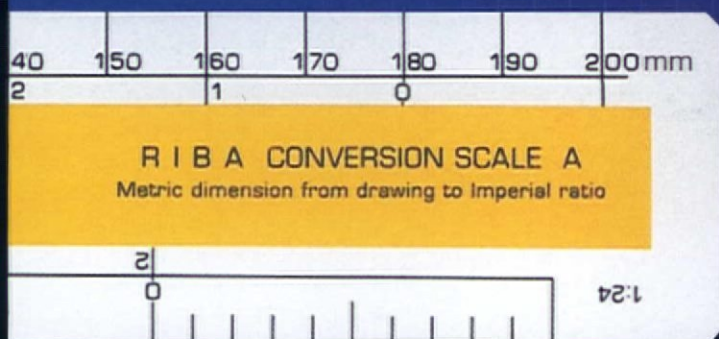 40 150 160 170 180 190 200mm
2 1 0
R I B A CONVERSION SCALE A
Metric dimension from drawing to Imperial ratio
2
0 1:24